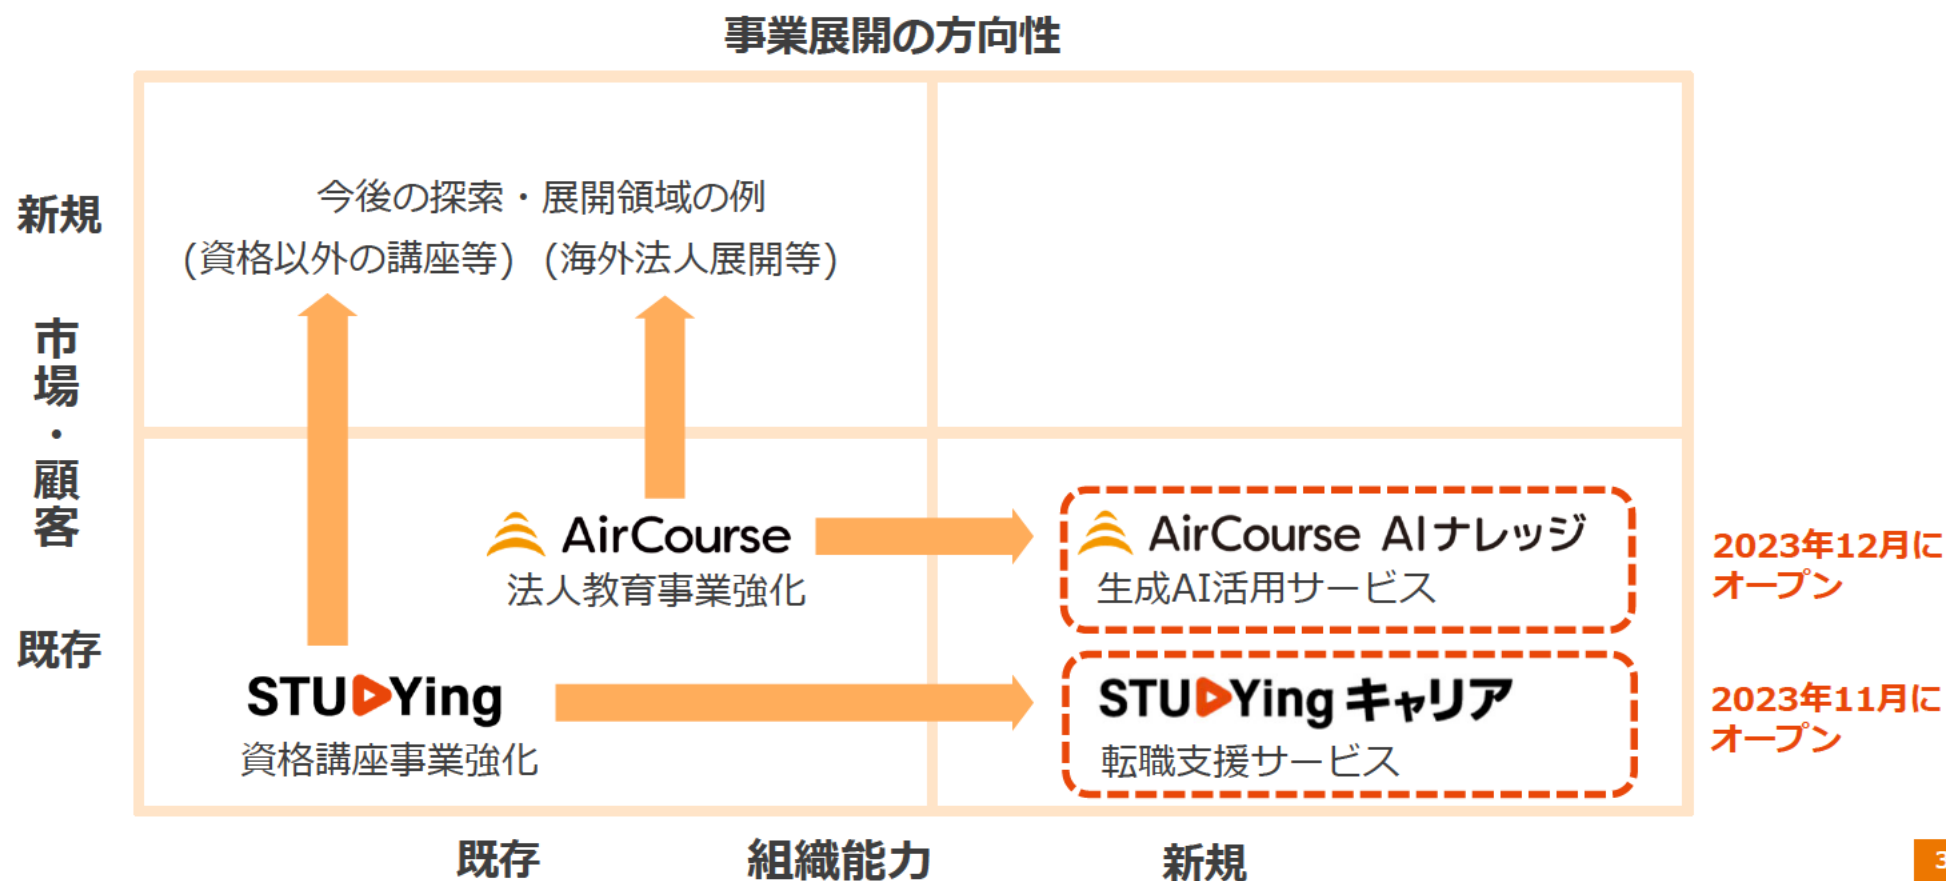 事業展開の方向性
新規
今後の探索・展開領域の例
(資格以外の講座等) (海外法人展開等)
市場・顧客
既存
AirCourse
法人教育事業強化
AirCourse AIナレッジ
生成AI活用サービス
2023年12月に
オープン
STUDYing
資格講座事業強化
STUDYing キャリア
転職支援サービス
2023年11月に
オープン
既存
組織能力
新規
3